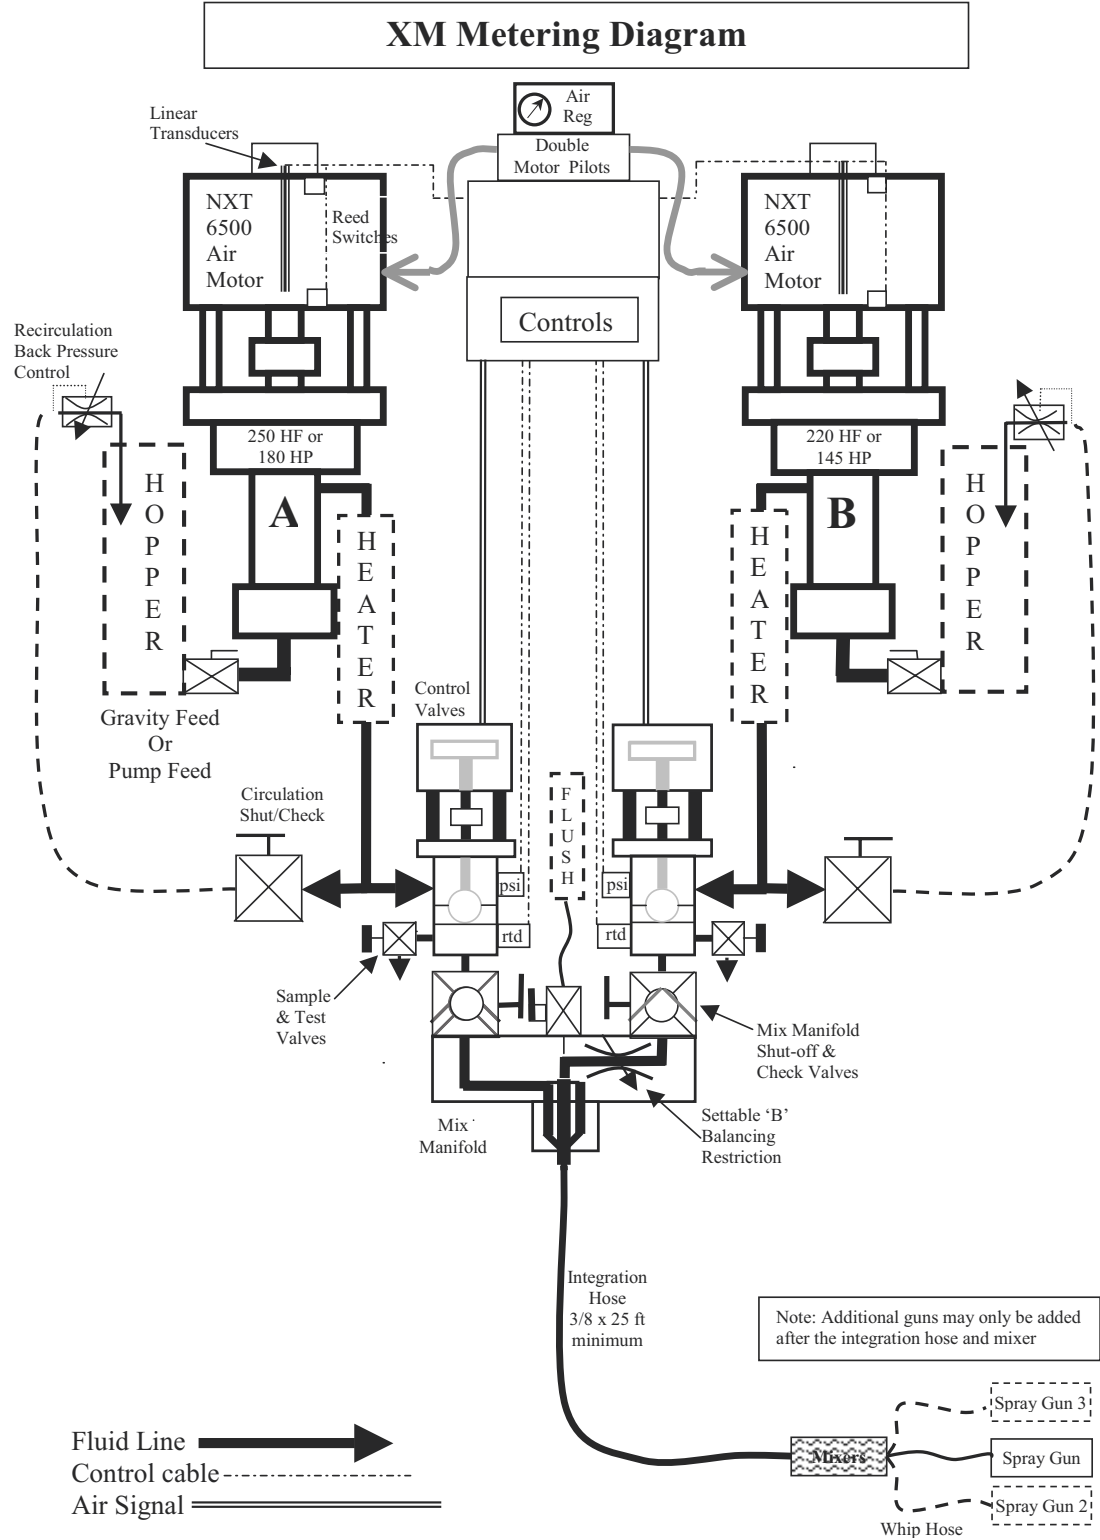 XM Metering Diagram
Air
Reg
Double
Motor Pilots
Linear
Transducers
NXT
6500
Air
Motor
Reed
Switches
NXT
6500
Air
Motor
Controls
Recirculation
Back Pressure
Control
250 HF or
180 HP
220 HF or
145 HP
A
B
HOPPER
HEATER
HEATER
HOPPER
Gravity Feed
Or
Pump Feed
Control
Valves
Circulation
Shut/Check
FLUSH
psi
psi
rtd
rtd
Sample
& Test
Valves
Mix Manifold
Shut-off &
Check Valves
Mix
Manifold
Settable ‘B’
Balancing
Restriction
Integration
Hose
3/8 x 25 ft
minimum
Note: Additional guns may only be added
after the integration hose and mixer
Spray Gun 3
Mixers
Spray Gun
Spray Gun 2
Whip Hose
Fluid Line
Control cable
Air Signal